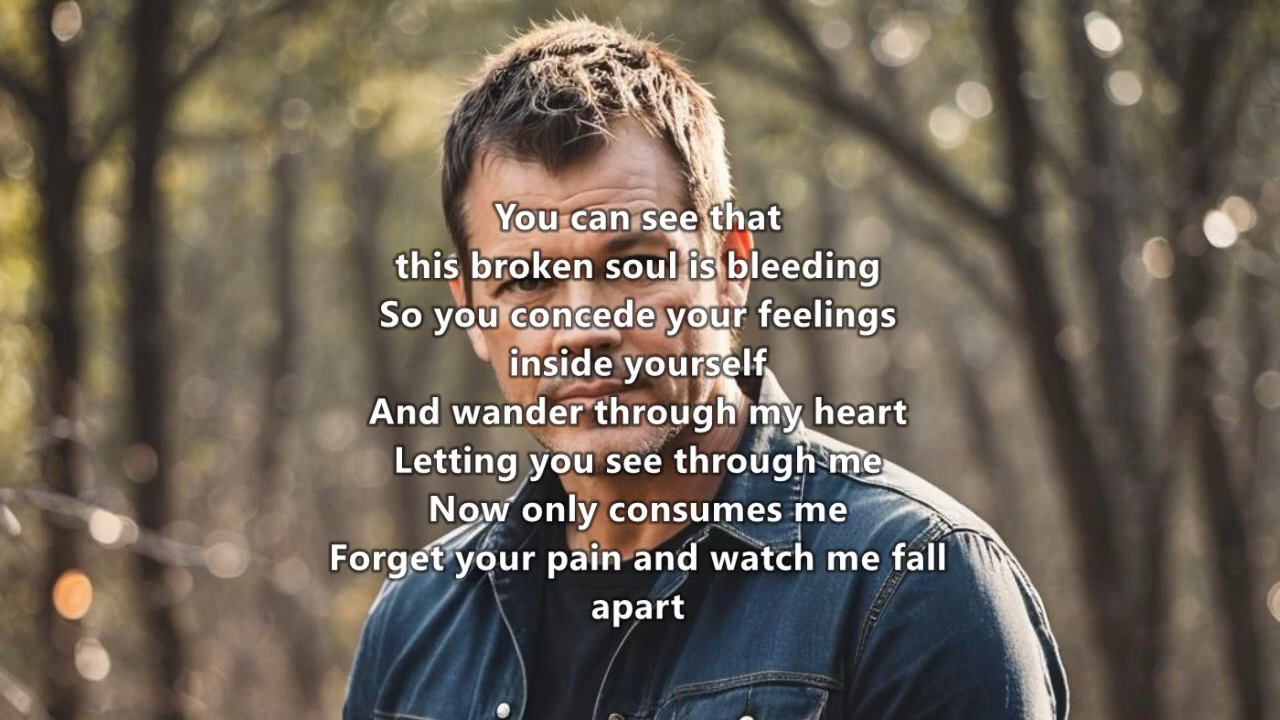 You can see that
this broken soul is bleeding
So you concede your feelings
inside yourself
And wander through my heart
Letting you see through me
Now only consumes me
Forget your pain and watch me fall
apart